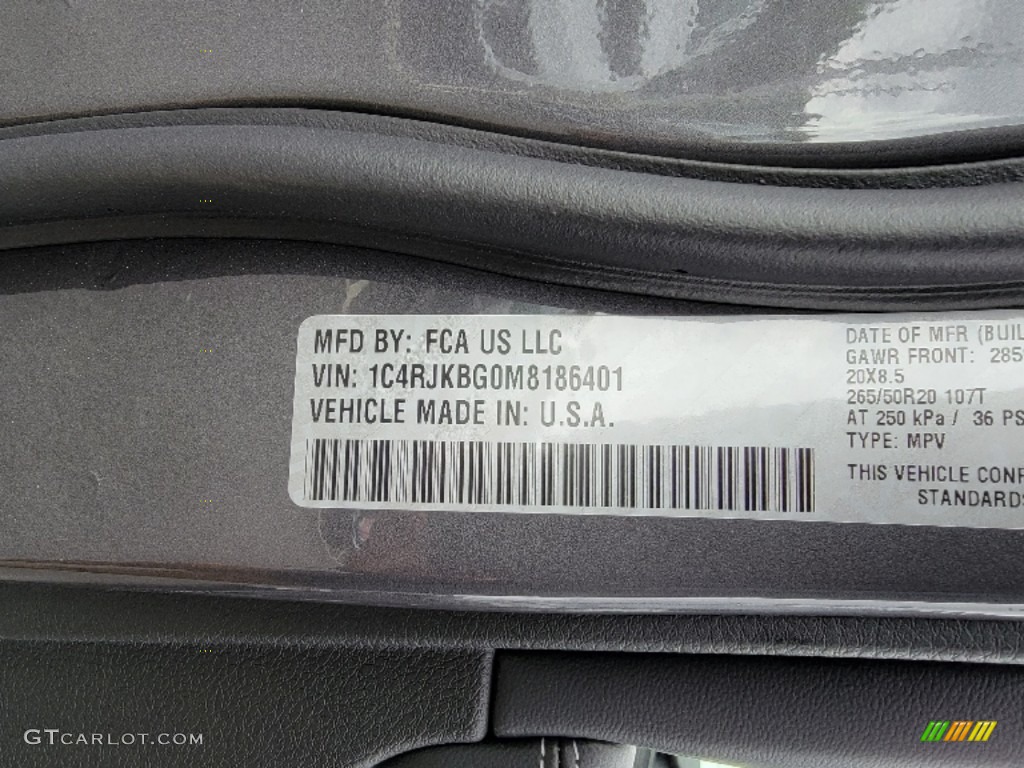 MFD BY: FCA US LLC
VIN: 1C4RJKBG0M8186401
VEHICLE MADE IN: U.S.A.
DATE OF MFR (BUIL
GAWR FRONT: 285
20X8.5
265/50R20 107T
AT 250 kPa / 36 PS
TYPE: MPV
THIS VEHICLE CONF
STANDARDS
GTCARLOT.COM